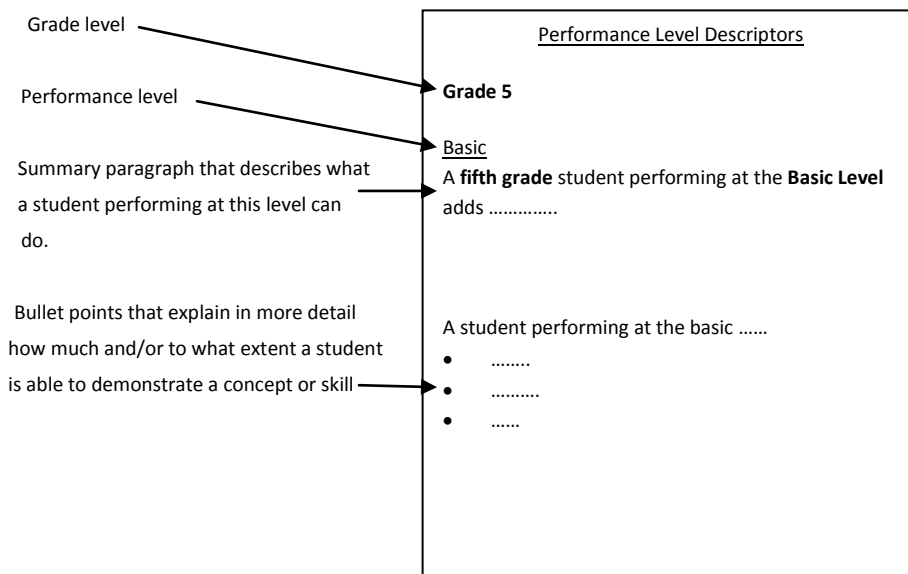 Grade level
Performance level
Summary paragraph that describes what
a student performing at this level can
do.
Bullet points that explain in more detail
how much and/or to what extent a student
is able to demonstrate a concept or skill
Performance Level Descriptors
Grade 5
Basic
A fifth grade student performing at the Basic Level
adds …………..
A student performing at the basic ……
• ……..
• ……….
• ……